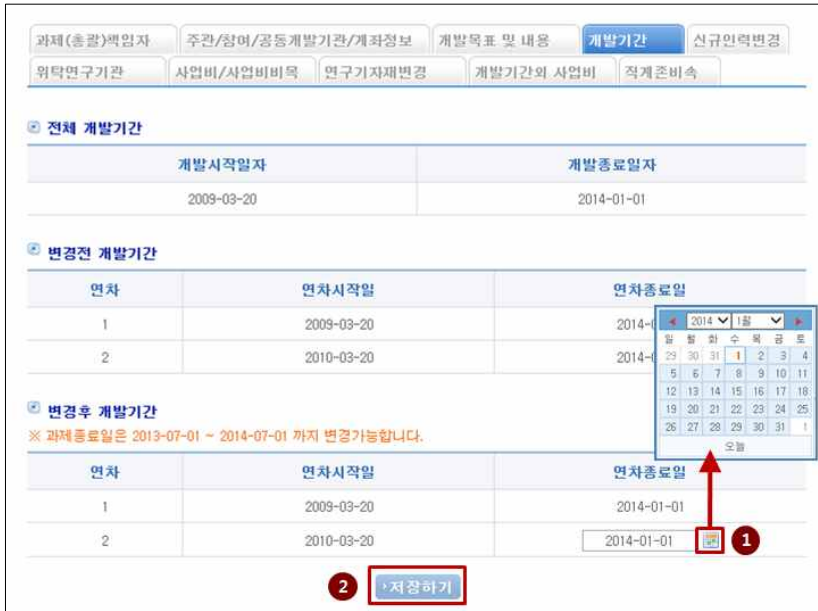 과제(총괄)책임자 주관/참여/공동개발기관/계좌정보 개발목표 및 내용 개발기간 신규인력변경
위탁연구기관 사업비/사업비비목 연구기자재변경 개발기간외 사업비 직계존비속
전체 개발기간
개발시작일자 개발종료일자
2009-03-20 2014-01-01
변경전 개발기간
연차 연차시작일 연차종료일
1 2009-03-20 2014-0
2 2010-03-20 2014-0
2014 1월
일 월 화 수 목 금 토
29 30 31 1 2 3 4
5 6 7 8 9 10 11
12 13 14 15 16 17 18
19 20 21 22 23 24 25
26 27 28 29 30 31 1
오늘
변경후 개발기간
※ 과제종료일은 2013-07-01 ~ 2014-07-01 까지 변경가능합니다.
연차 연차시작일 연차종료일
1 2009-03-20 2014-01-01
2 2010-03-20 2014-01-01 1
2 저장하기